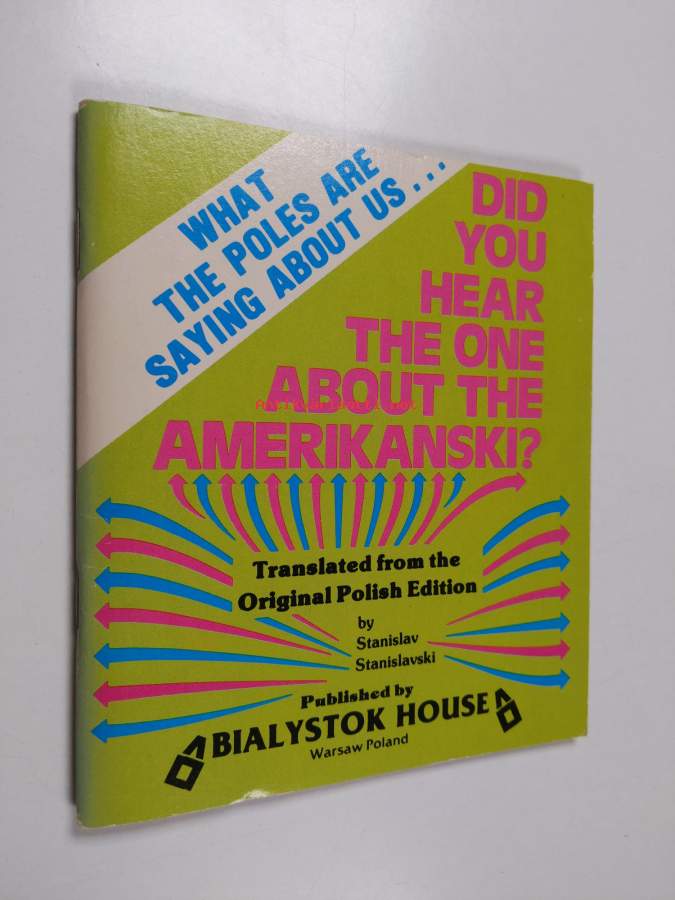 WHAT
THE POLES ARE
SAYING ABOUT US...
DID
YOU
HEAR
THE ONE
ABOUT THE
AMERIKANSKI?
Translated from the
Original Polish Edition
by
Stanislav
Stanislavski
Published by
BIALYSTOK HOUSE
Warsaw Poland